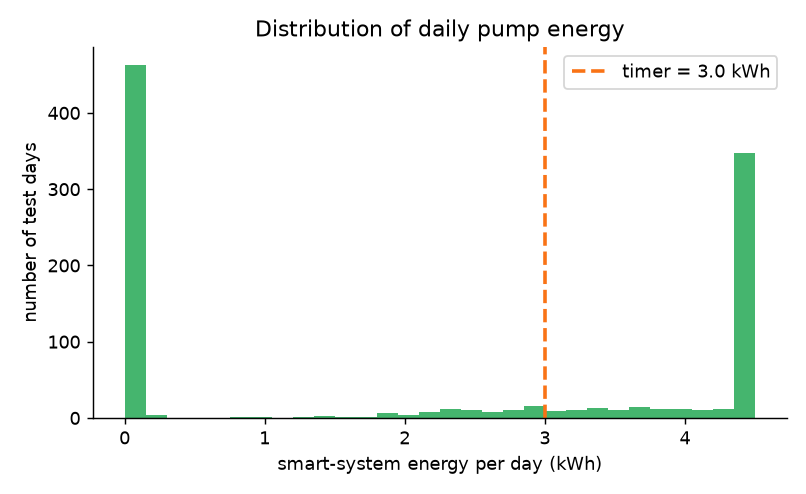 Distribution of daily pump energy
timer = 3.0 kWh
number of test days
400
300
200
100
0
0 1 2 3 4
smart-system energy per day (kWh)